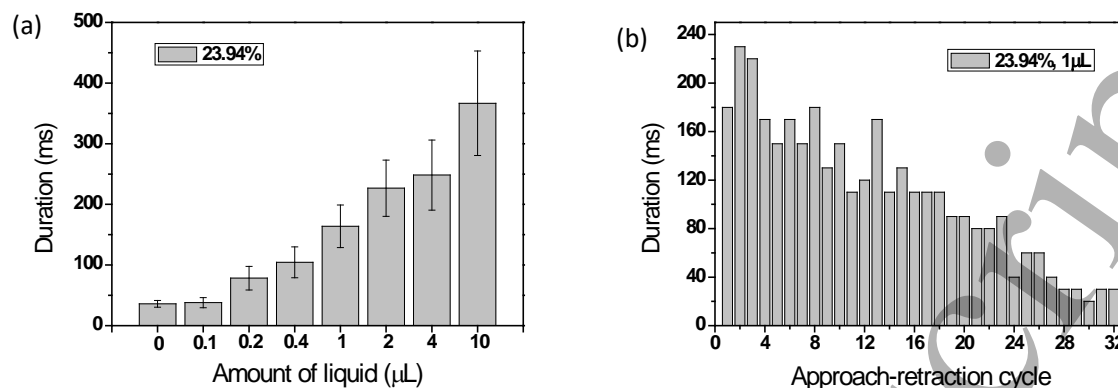 (a)
500
400
300
200
100
0
Duration (ms)
23.94%
0 0.1 0.2 0.4 1 2 4 10
Amount of liquid (μL)
(b)
240
200
160
120
80
40
0
Duration (ms)
23.94%, 1μL
0 4 8 12 16 20 24 28 32
Approach-retraction cycle